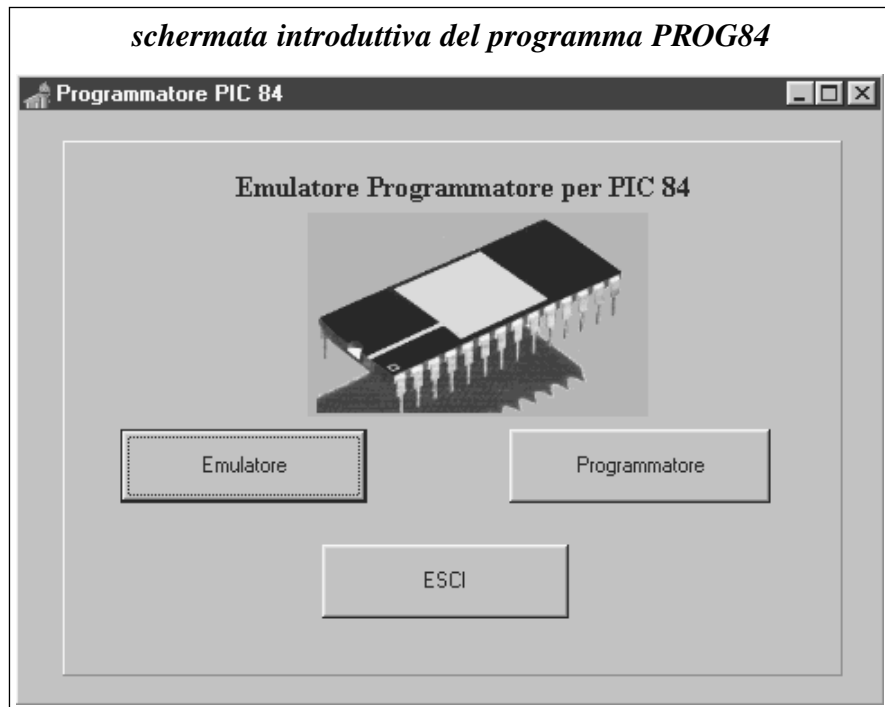 schermata introduttiva del programma PROG84
Programmatore PIC 84
Emulatore Programmatore per PIC 84
Emulatore
Programmatore
ESCI